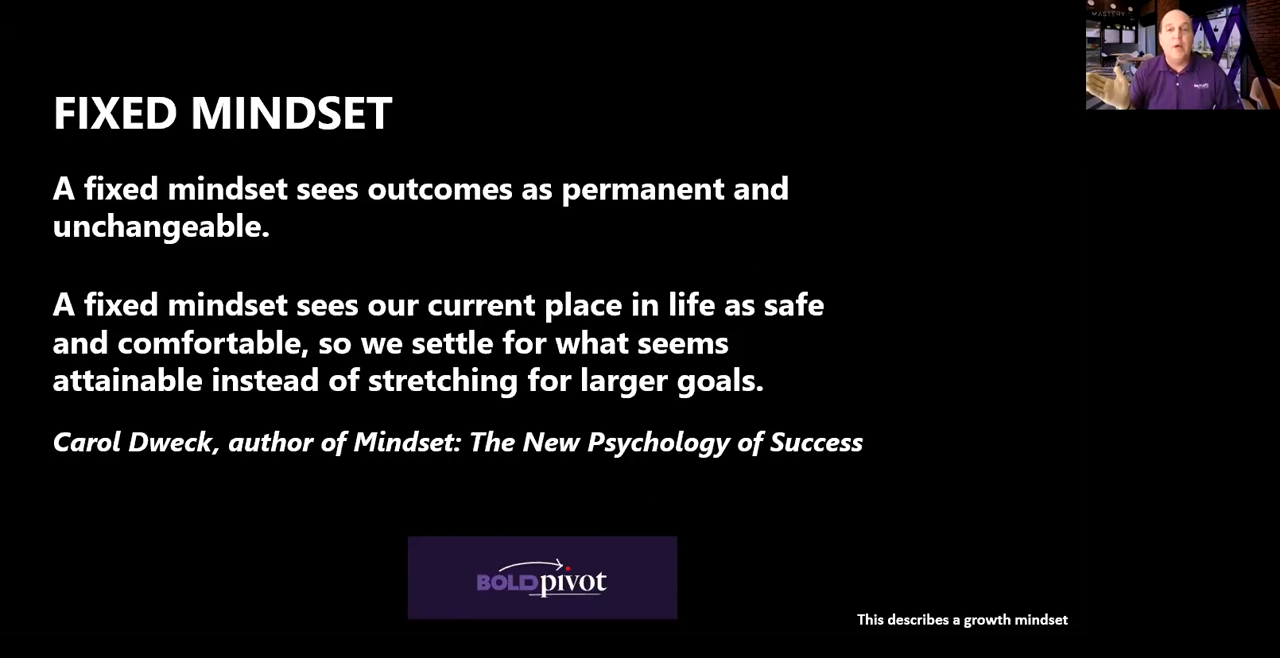 MASTERY
FIXED MINDSET
A fixed mindset sees outcomes as permanent and
unchangeable.
A fixed mindset sees our current place in life as safe
and comfortable, so we settle for what seems
attainable instead of stretching for larger goals.
Carol Dweck, author of Mindset: The New Psychology of Success
BOLDpivot
This describes a growth mindset